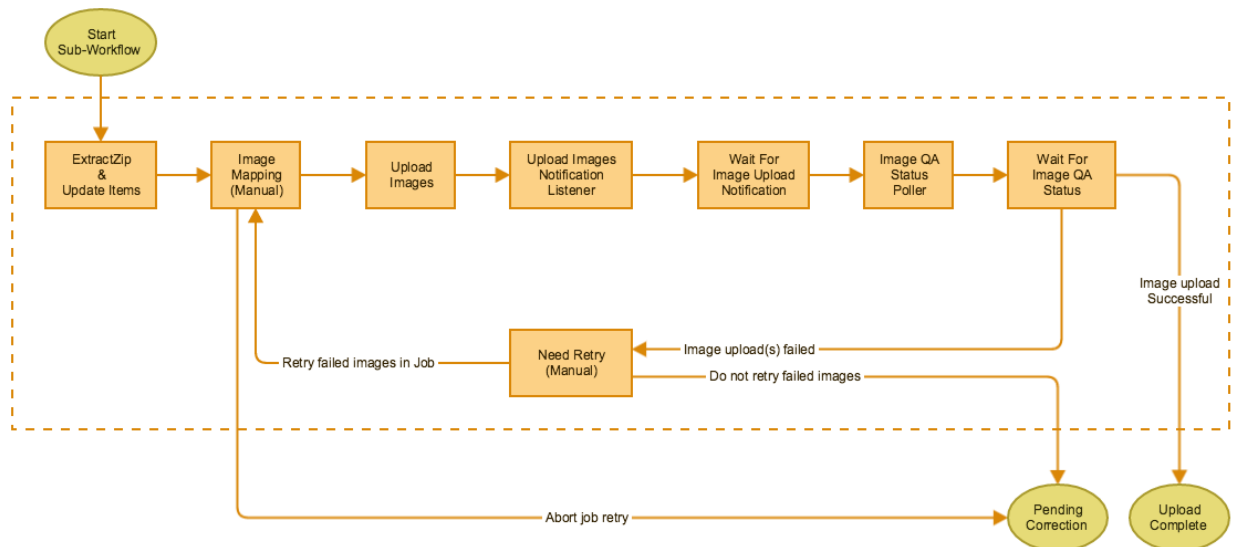 Start
Sub-Workflow
ExtractZip
&
Update Items
Image
Mapping
(Manual)
Upload
Images
Upload Images
Notification
Listener
Wait For
Image Upload
Notification
Image QA
Status
Poller
Wait For
Image QA
Status
Image upload
Successful
Need Retry
(Manual)
Image upload(s) failed
Retry failed images in Job
Do not retry failed images
Abort job retry
Pending
Correction
Upload
Complete